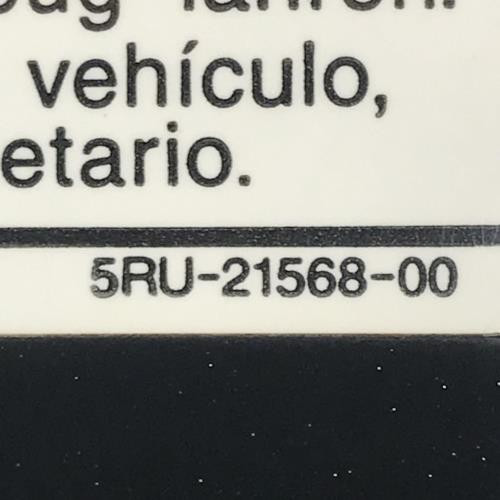 vehículo,
etario.
5RU-21568-00